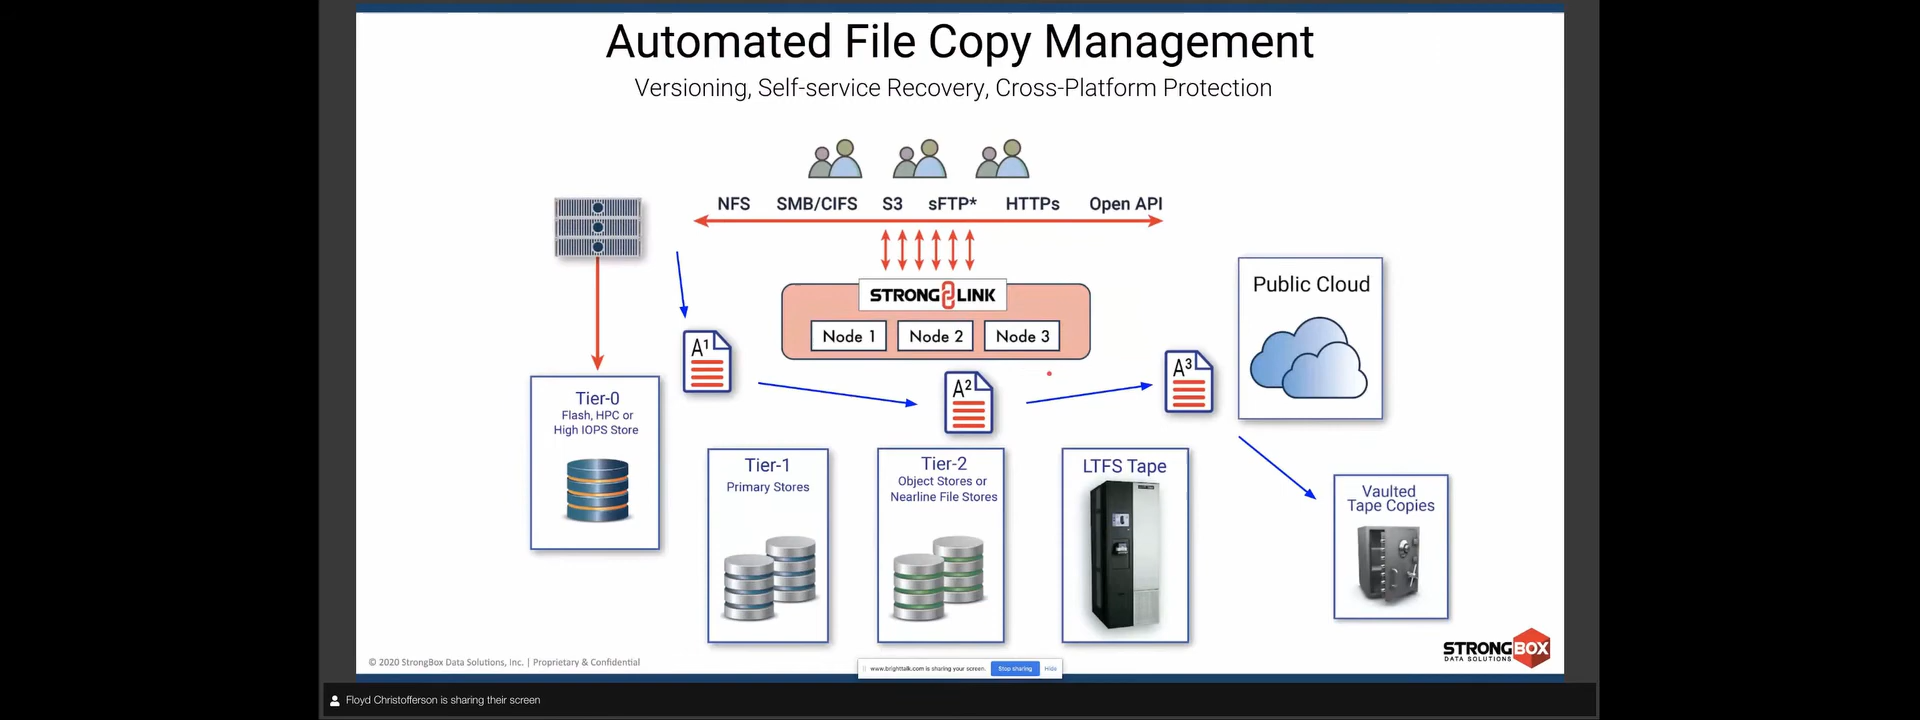 Automated File Copy Management
Versioning, Self-service Recovery, Cross-Platform Protection
NFS SMB/CIFS S3 sFTP* HTTPs Open API
STRONG LINK
Node 1 Node 2 Node 3
Public Cloud
A1
A2
A3
Tier-0
Flash, HPC or
High IOPS Store
Tier-1
Primary Stores
Tier-2
Object Stores or
Nearline File Stores
LTFS Tape
Vaulted
Tape Copies
STRONGBOX
DATA SOLUTIONS
© 2020 StrongBox Data Solutions, Inc. | Proprietary & Confidential
www.brighttalk.com is sharing your screen. Stop sharing Hide
Floyd Christofferson is sharing their screen